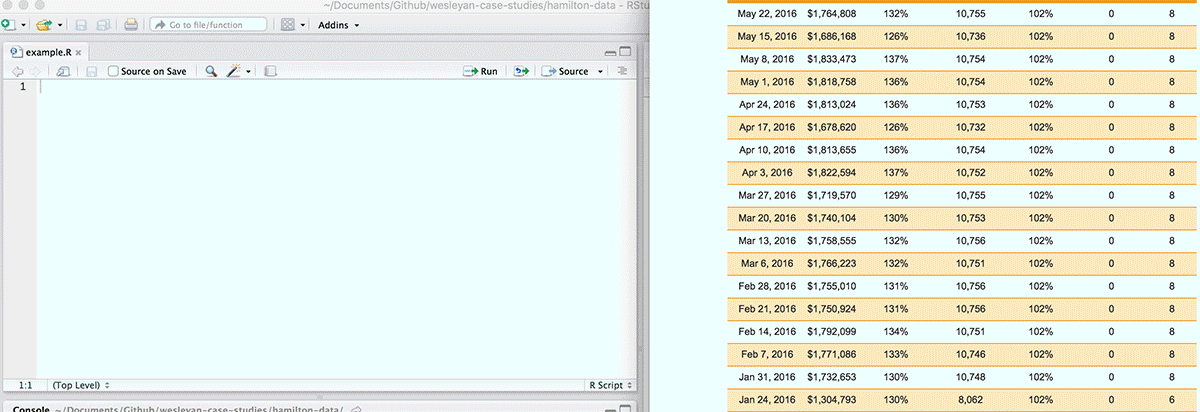 ~/Documents/Github/wesleyan-case-studies/hamilton-data - RStu
Go to file/function Addins
example.R
Source on Save Run Source
1
1:1 (Top Level) R Script
Console ~/Documents/Github/wesleyan-case-studies/hamilton-data/
May 22, 2016 $1,764,808 132% 10,755 102% 0 8
May 15, 2016 $1,686,168 126% 10,736 102% 0 8
May 8, 2016 $1,833,473 137% 10,754 102% 0 8
May 1, 2016 $1,818,758 136% 10,754 102% 0 8
Apr 24, 2016 $1,813,024 136% 10,753 102% 0 8
Apr 17, 2016 $1,678,620 126% 10,732 102% 0 8
Apr 10, 2016 $1,813,655 136% 10,754 102% 0 8
Apr 3, 2016 $1,822,594 137% 10,752 102% 0 8
Mar 27, 2016 $1,719,570 129% 10,755 102% 0 8
Mar 20, 2016 $1,740,104 130% 10,753 102% 0 8
Mar 13, 2016 $1,758,555 132% 10,756 102% 0 8
Mar 6, 2016 $1,766,223 132% 10,751 102% 0 8
Feb 28, 2016 $1,755,010 131% 10,756 102% 0 8
Feb 21, 2016 $1,750,924 131% 10,756 102% 0 8
Feb 14, 2016 $1,792,099 134% 10,751 102% 0 8
Feb 7, 2016 $1,771,086 133% 10,746 102% 0 8
Jan 31, 2016 $1,732,653 130% 10,748 102% 0 8
Jan 24, 2016 $1,304,793 130% 8,062 102% 0 6